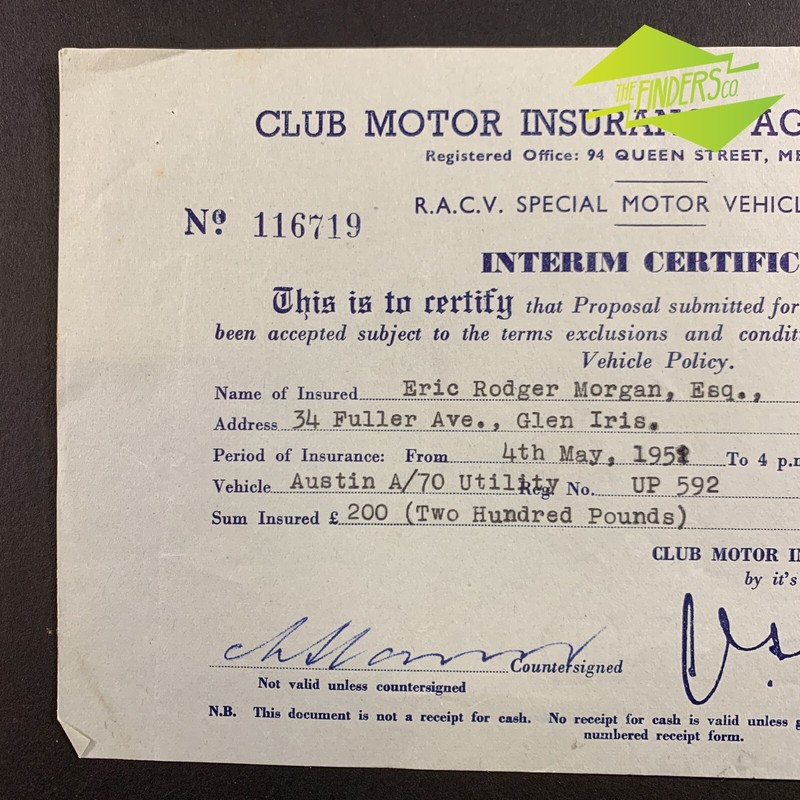 THE FINDERS CO.
CLUB MOTOR INSURANCE AG
Registered Office: 94 QUEEN STREET, ME
R.A.C.V. SPECIAL MOTOR VEHICL
Nº 116719
INTERIM CERTIFIC
This is to certify that Proposal submitted for
been accepted subject to the terms exclusions and condit
Vehicle Policy.
Name of Insured Eric Rodger Morgan, Esq.,
Address 34 Fuller Ave., Glen Iris.
Period of Insurance: From 4th May, To 4 p.m
Vehicle Austin A/70 Utility Reg. No. UP 592
Sum Insured £ 200 (Two Hundred Pounds)
CLUB MOTOR IN
by it's
Countersigned
Not valid unless countersigned
N.B. This document is not a receipt for cash. No receipt for cash is valid unless g
numbered receipt form.